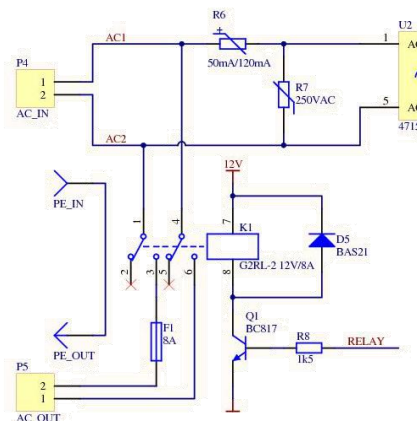 R6
U2
AC1
1
AC
P4
50mA/120mA
1
R7
2
250VAC
AC_IN
5
AC
AC2
4715
12V
1
4
7
PE_IN
K1
D5
BAS21
G2RL-2 12V/8A
2
3
5
6
8
F1
8A
Q1
BC817
R8
RELAY
PE_OUT
1k5
P5
2
1
AC_OUT